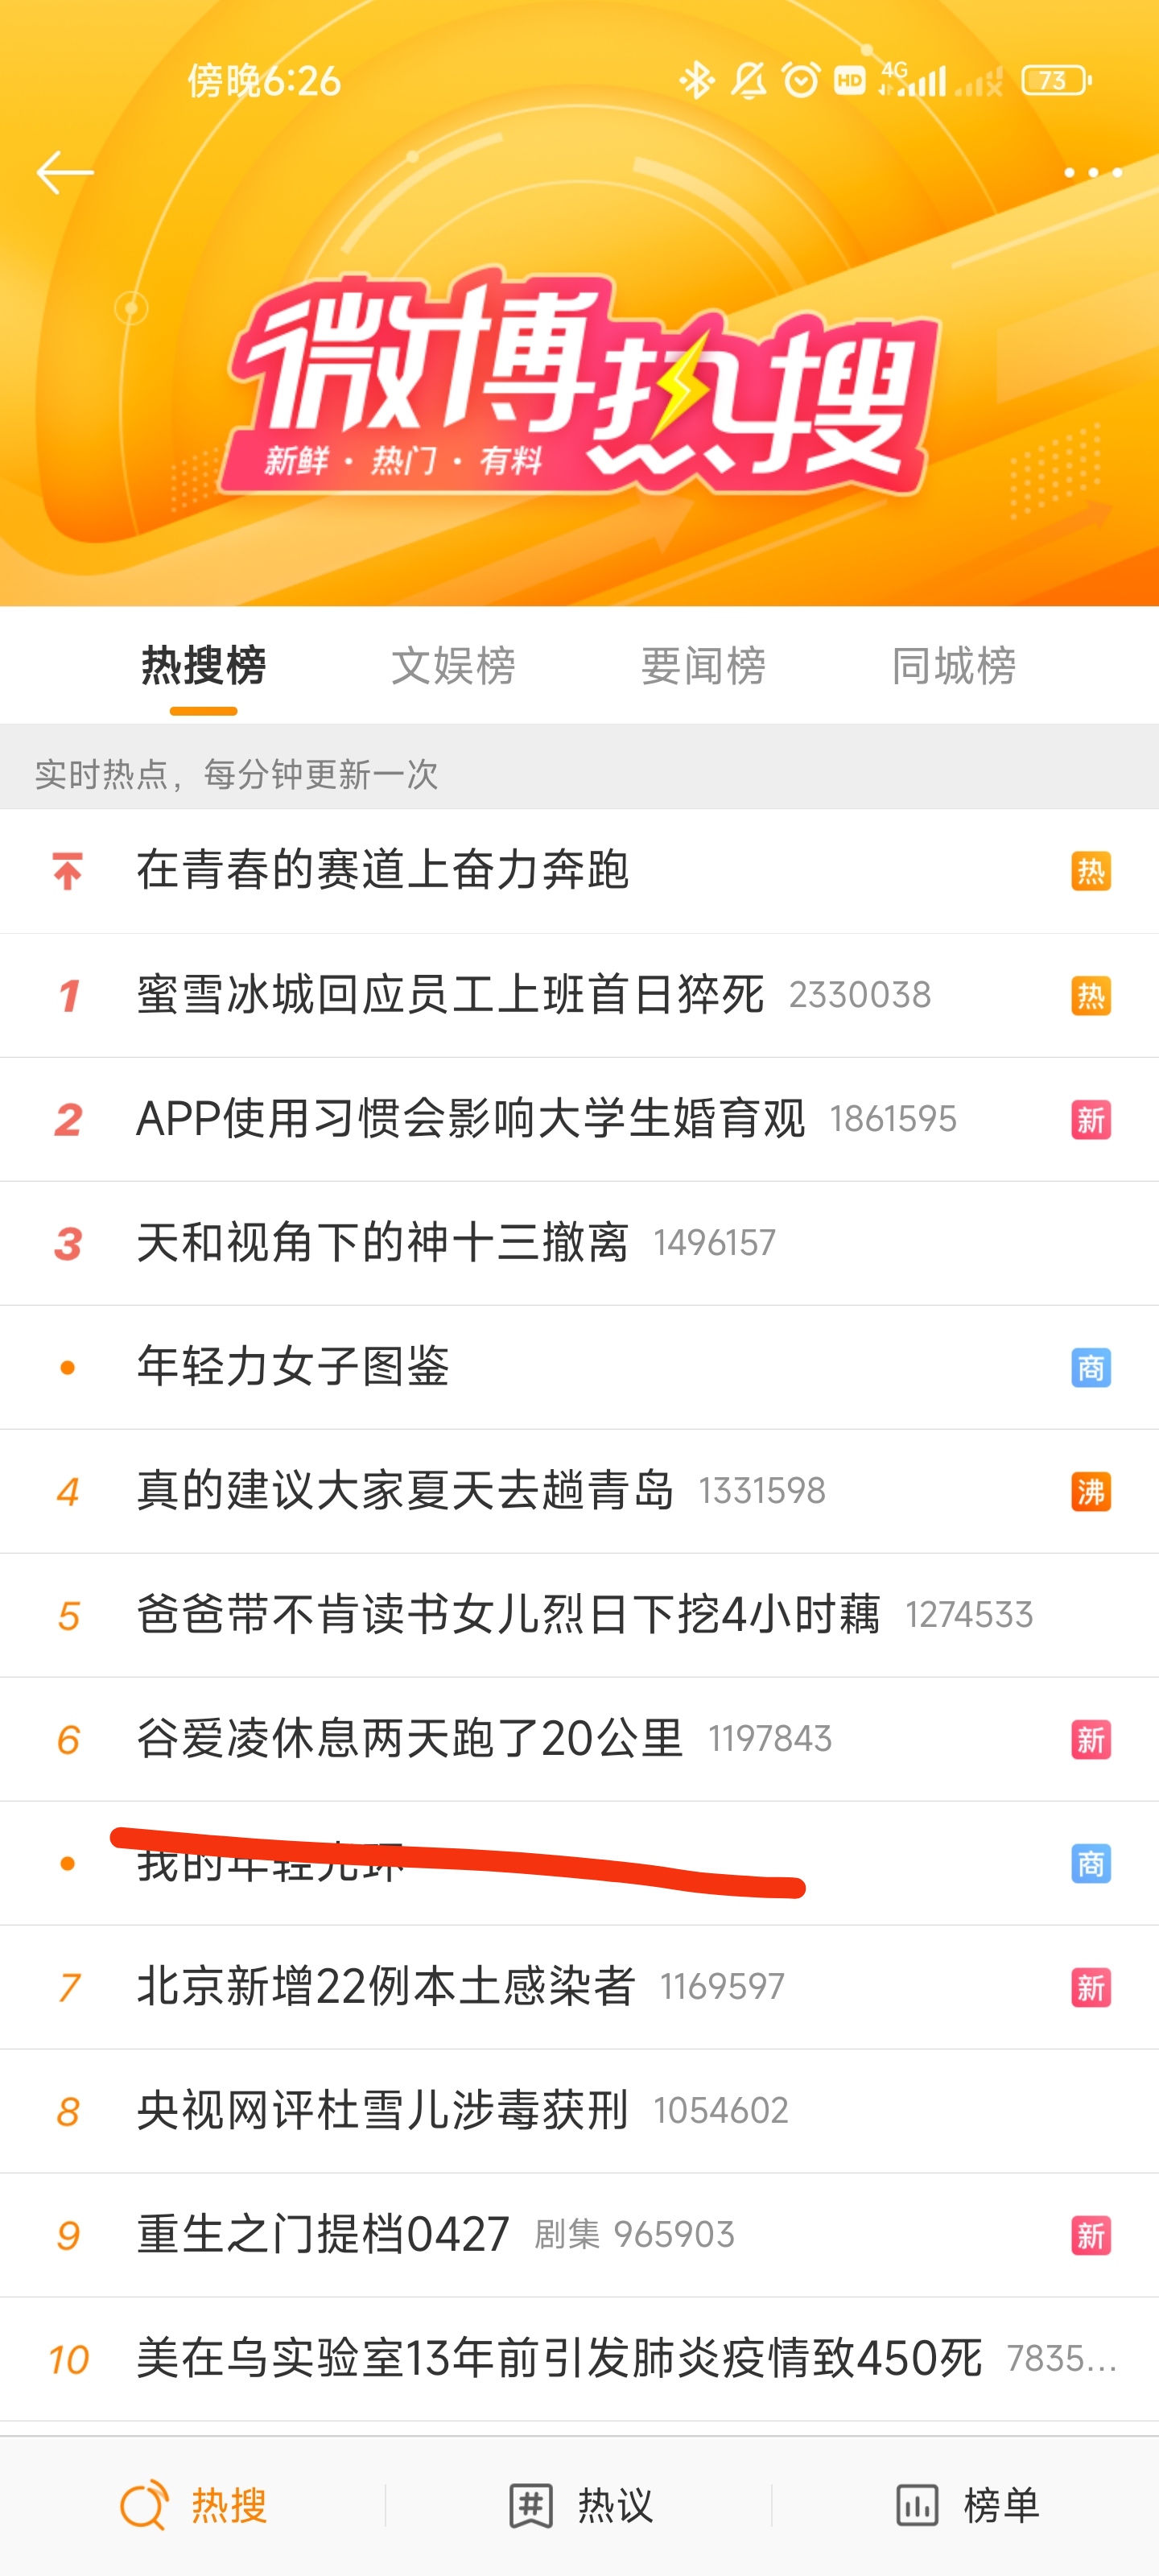 傍晚6:26 HD 4G 73
微博热搜
新鲜·热门·有料
热搜榜 文娱榜 要闻榜 同城榜
实时热点，每分钟更新一次
在青春的赛道上奋力奔跑 热
1 蜜雪冰城回应员工上班首日猝死 2330038 热
2 APP使用习惯会影响大学生婚育观 1861595 新
3 天和视角下的神十三撤离 1496157
年轻力女子图鉴 商
4 真的建议大家夏天去趟青岛 1331598 沸
5 爸爸带不肯读书女儿烈日下挖4小时藕 1274533
6 谷爱凌休息两天跑了20公里 1197843 新
我的年轻光环 商
7 北京新增22例本土感染者 1169597 新
8 央视网评杜雪儿涉毒获刑 1054602
9 重生之门提档0427 剧集 965903 新
10 美在乌实验室13年前引发肺炎疫情致450死 7835...
热搜 热议 榜单